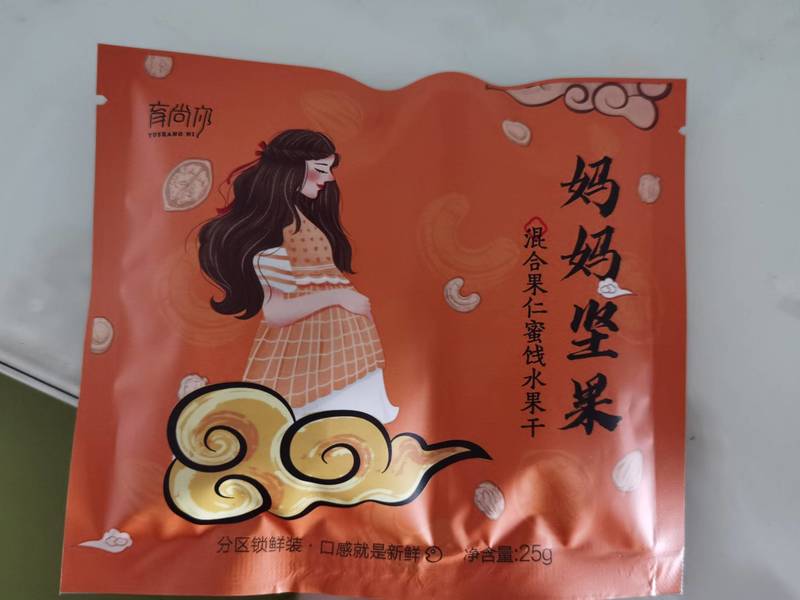 育尚你
YUSHANG NI
妈妈坚果
混合果仁蜜饯水果干
分区锁鲜装·口感就是新鲜
净含量:25g